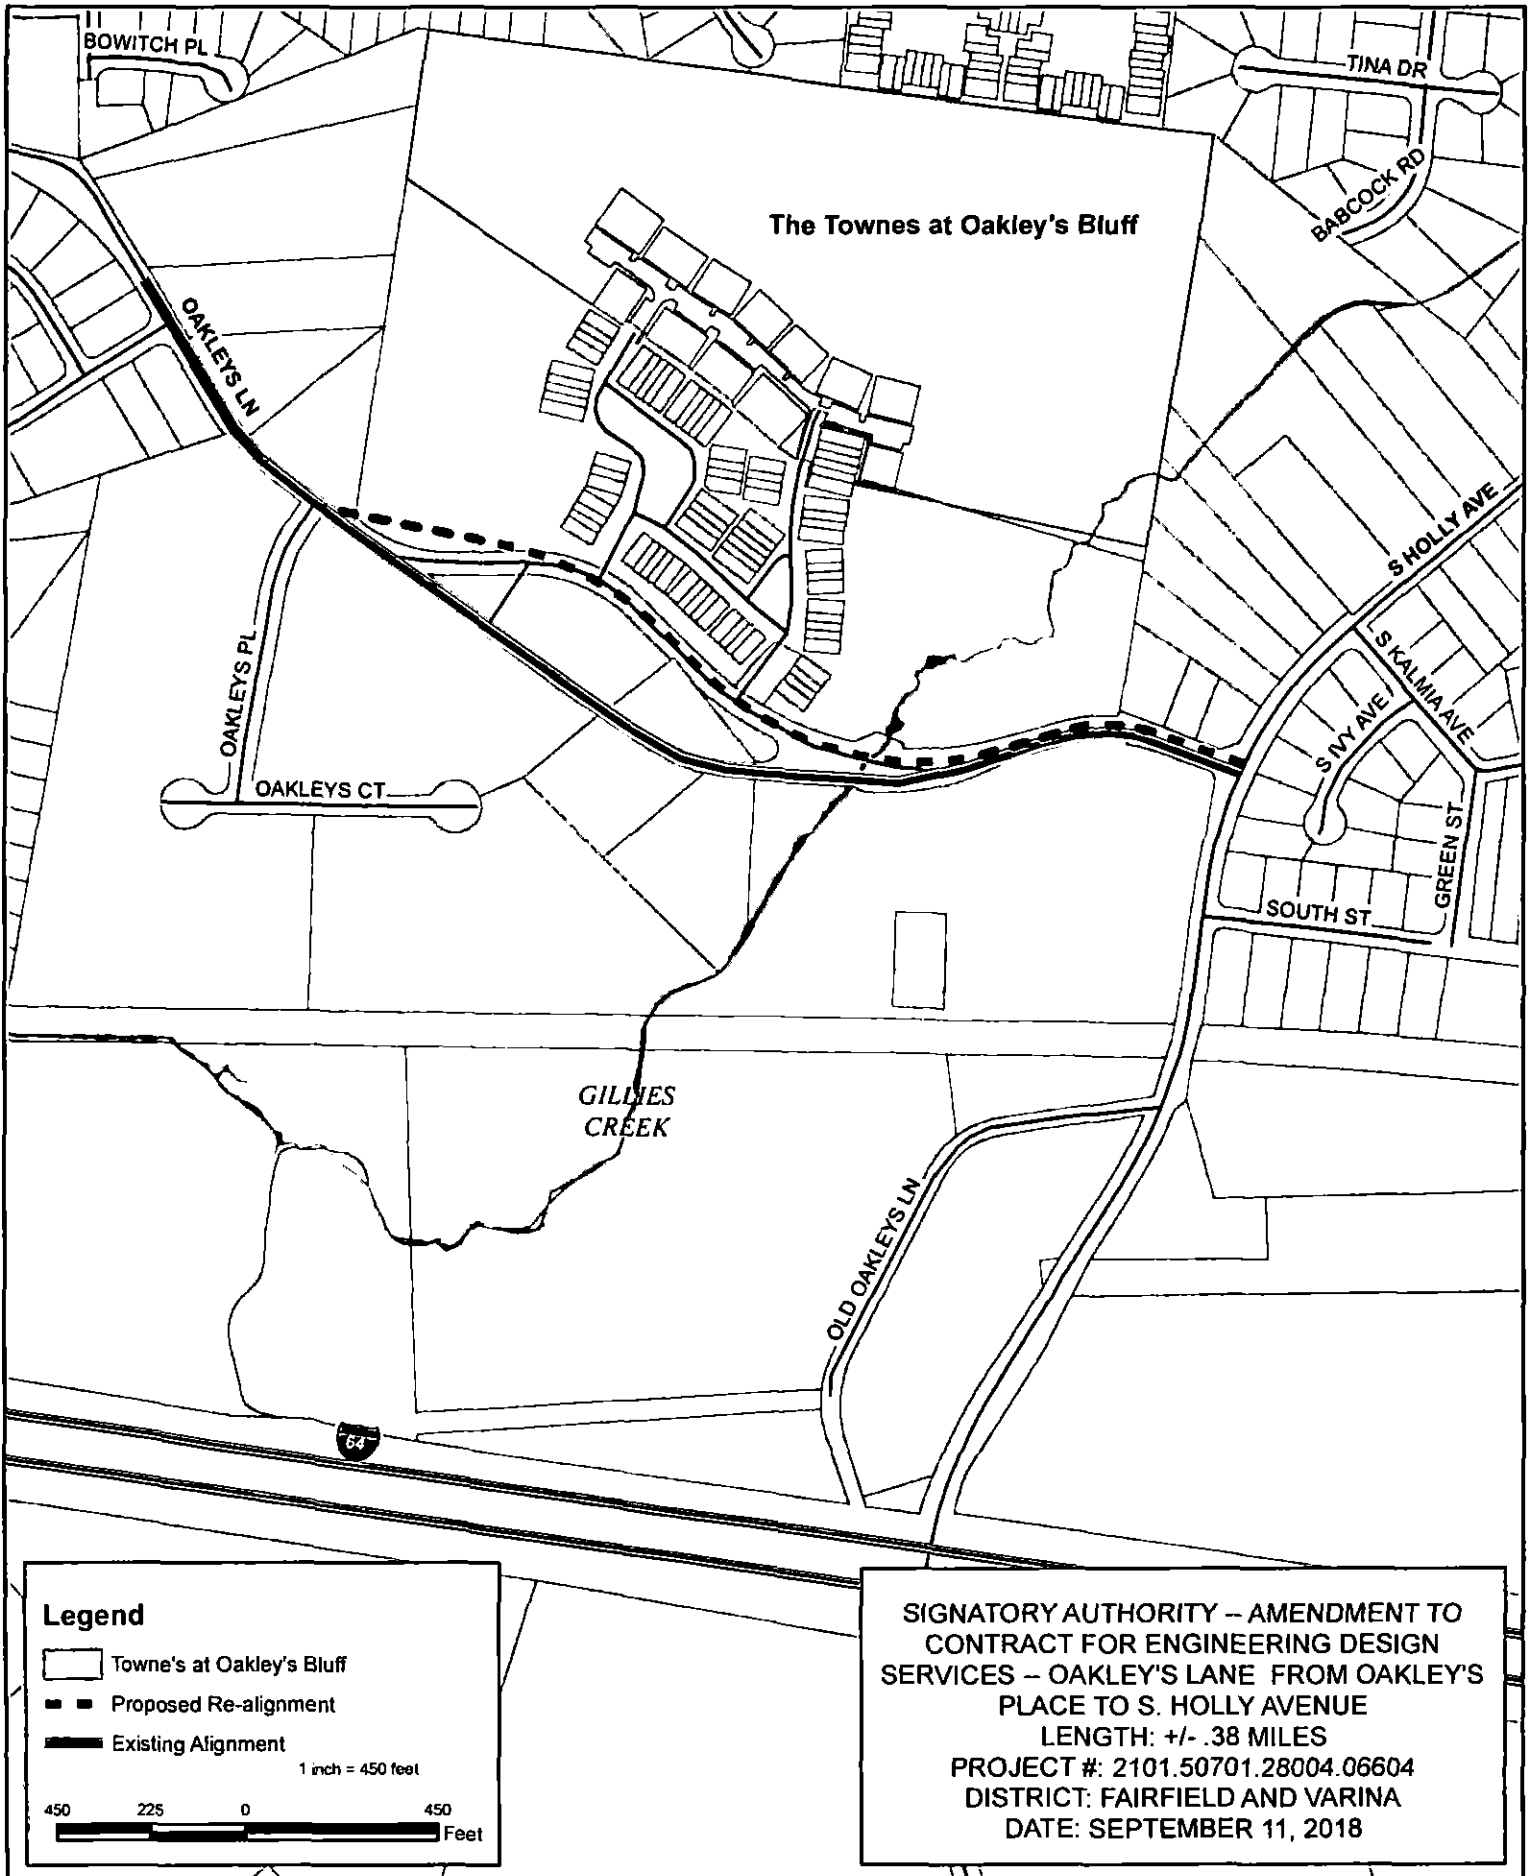 BOWITCH PL
TINA DR
BABCOCK RD
The Townes at Oakley's Bluff
OAKLEYS LN
S HOLLY AVE
S KALMIA AVE
S IVY AVE
OAKLEYS PL
OAKLEYS CT
GREEN ST
SOUTH ST
GILLIES
CREEK
OLD OAKLEYS LN
64
Legend
Towne's at Oakley's Bluff
Proposed Re-alignment
Existing Alignment
1 inch = 450 feet
450 225 0 450
Feet
SIGNATORY AUTHORITY – AMENDMENT TO
CONTRACT FOR ENGINEERING DESIGN
SERVICES – OAKLEY'S LANE FROM OAKLEY'S
PLACE TO S. HOLLY AVENUE
LENGTH: +/- .38 MILES
PROJECT #: 2101.50701.28004.06604
DISTRICT: FAIRFIELD AND VARINA
DATE: SEPTEMBER 11, 2018